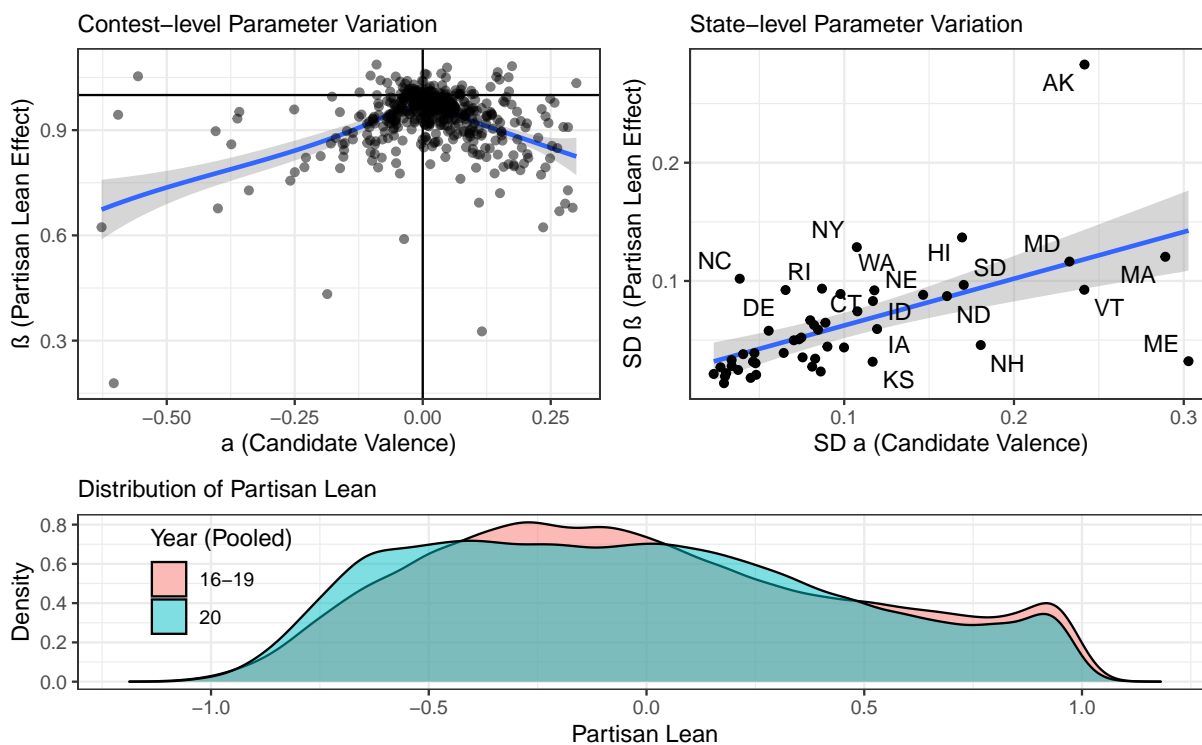 Contest−level Parameter Variation
ß (Partisan Lean Effect)
0.9
0.6
0.3
−0.50
−0.25
0.00
0.25
a (Candidate Valence)
State−level Parameter Variation
SD ß (Partisan Lean Effect)
0.2
0.1
AK
NY
HI
MD
NC
WA
RI
NE
SD
MA
DE
CT
ID
ND
VT
IA
NH
ME
KS
0.1
0.2
0.3
SD a (Candidate Valence)
Distribution of Partisan Lean
Density
0.8
0.6
0.4
0.2
0.0
Year (Pooled)
16−19
20
−1.0
−0.5
0.0
0.5
1.0
Partisan Lean